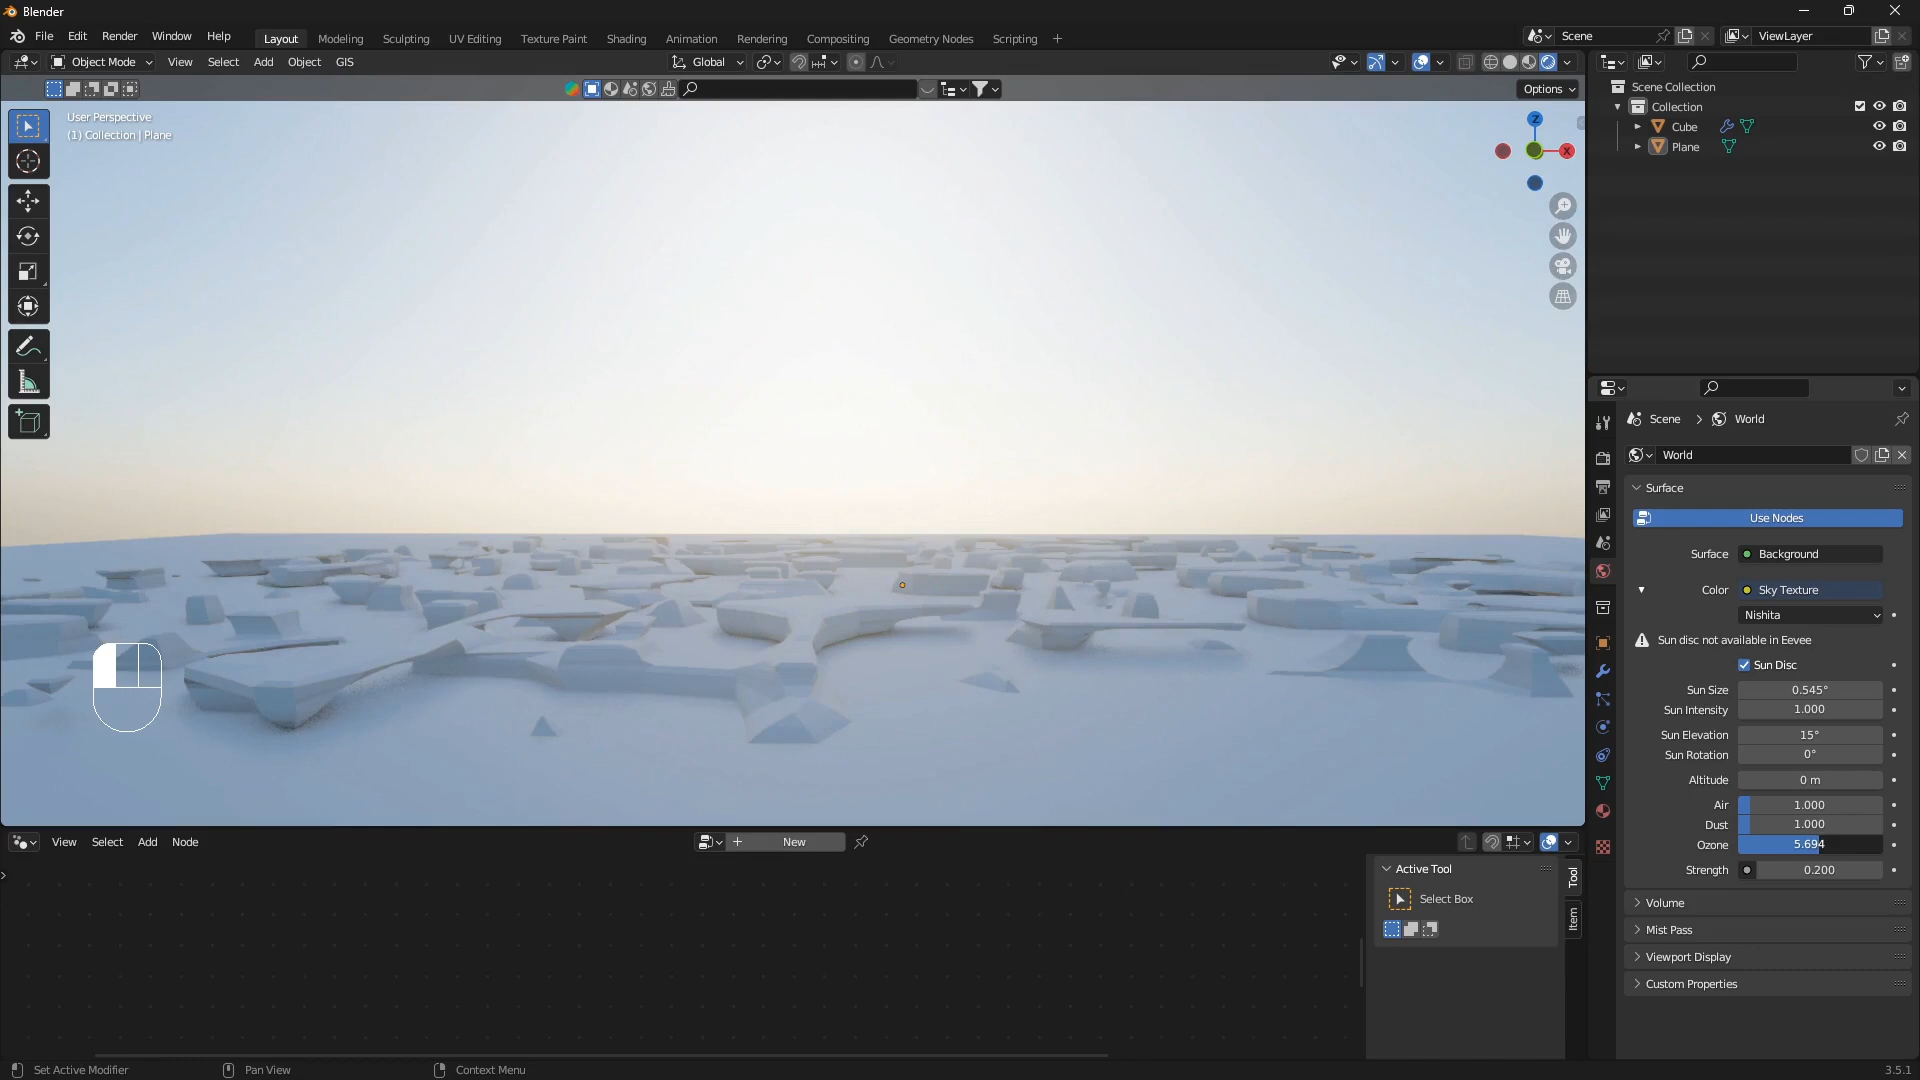 Blender
File Edit Render Window Help Layout Modeling Sculpting UV Editing Texture Paint Shading Animation Rendering Compositing Geometry Nodes Scripting + Scene ViewLayer
Object Mode View Select Add Object GIS Global
Options
User Perspective
(1) Collection | Plane
Z
X
Scene Collection
Collection
Cube
Plane
Scene > World
World
Surface
Use Nodes
Surface Background
Color Sky Texture
Nishita
Sun disc not available in Eevee
Sun Disc
Sun Size 0.545°
Sun Intensity 1.000
Sun Elevation 15°
Sun Rotation 0°
Altitude 0 m
Air 1.000
Dust 1.000
Ozone 5.694
Strength 0.200
Volume
Mist Pass
Viewport Display
Custom Properties
View Select Add Node New
Active Tool
Select Box
Tool
Item
Set Active Modifier Pan View Context Menu 3.5.1